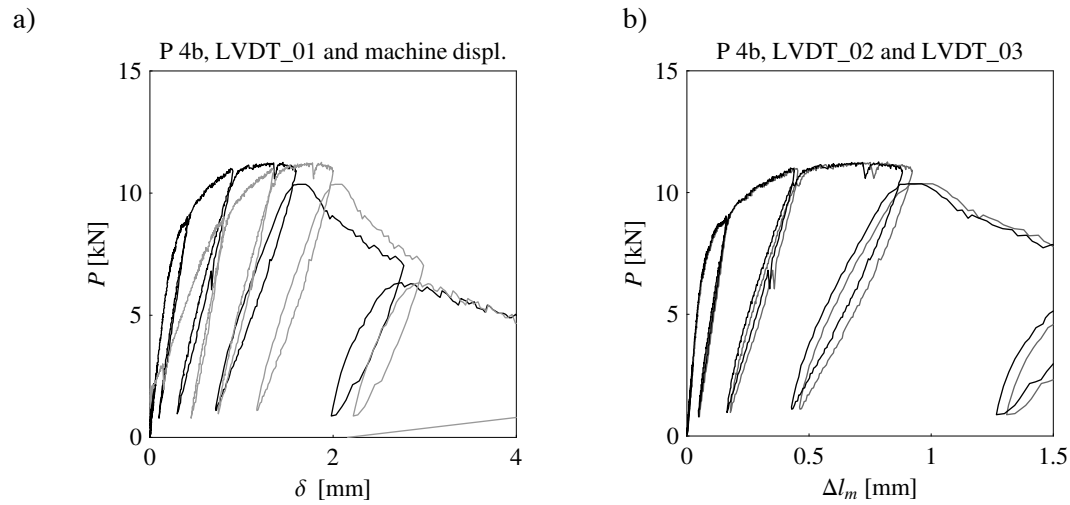 a)
P 4b, LVDT_01 and machine displ.
15
10
5
0
P [kN]
0 2 4
δ [mm]
b)
P 4b, LVDT_02 and LVDT_03
15
10
5
0
P [kN]
0 0.5 1 1.5
Δl_m [mm]